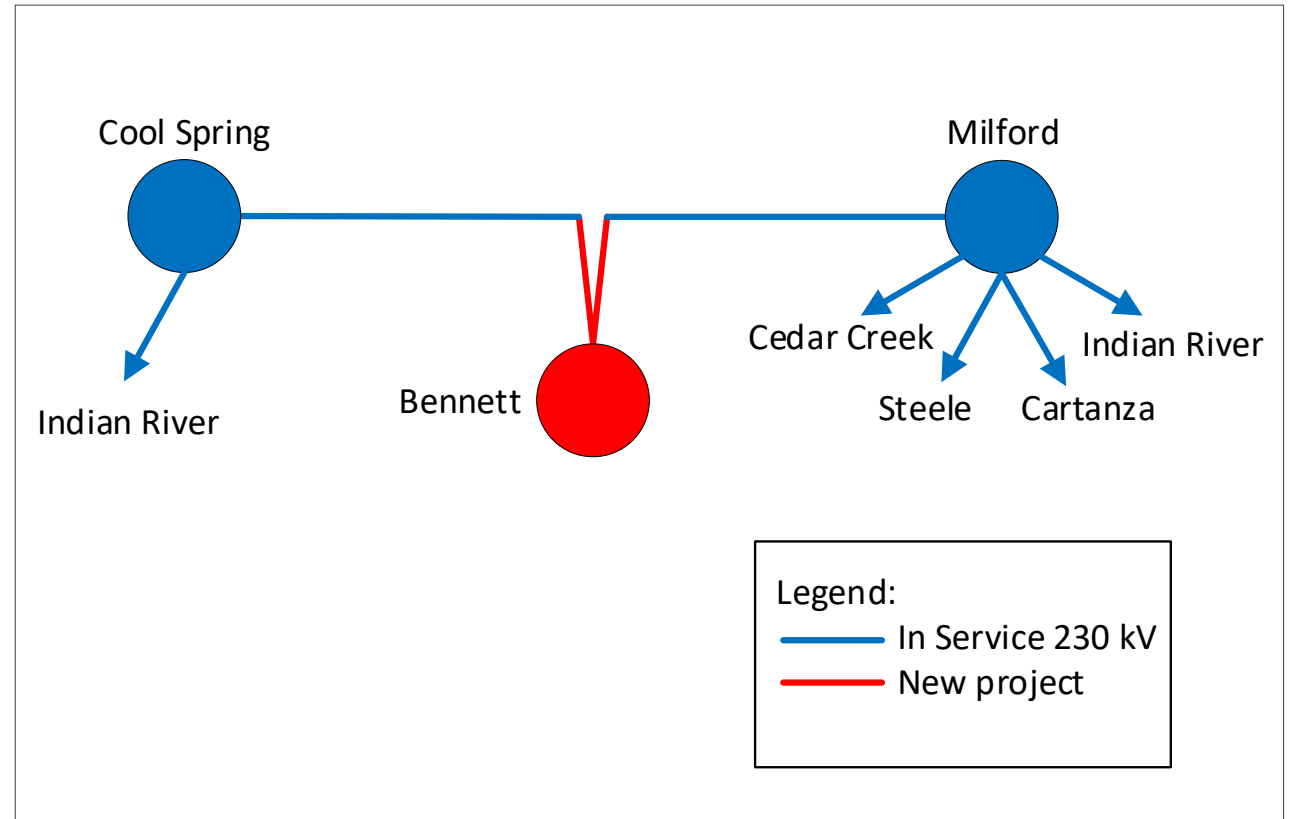 Cool Spring
Milford
Cedar Creek
Indian River
Bennett
Steele
Cartanza
Indian River
Legend:
In Service 230 kV
New project